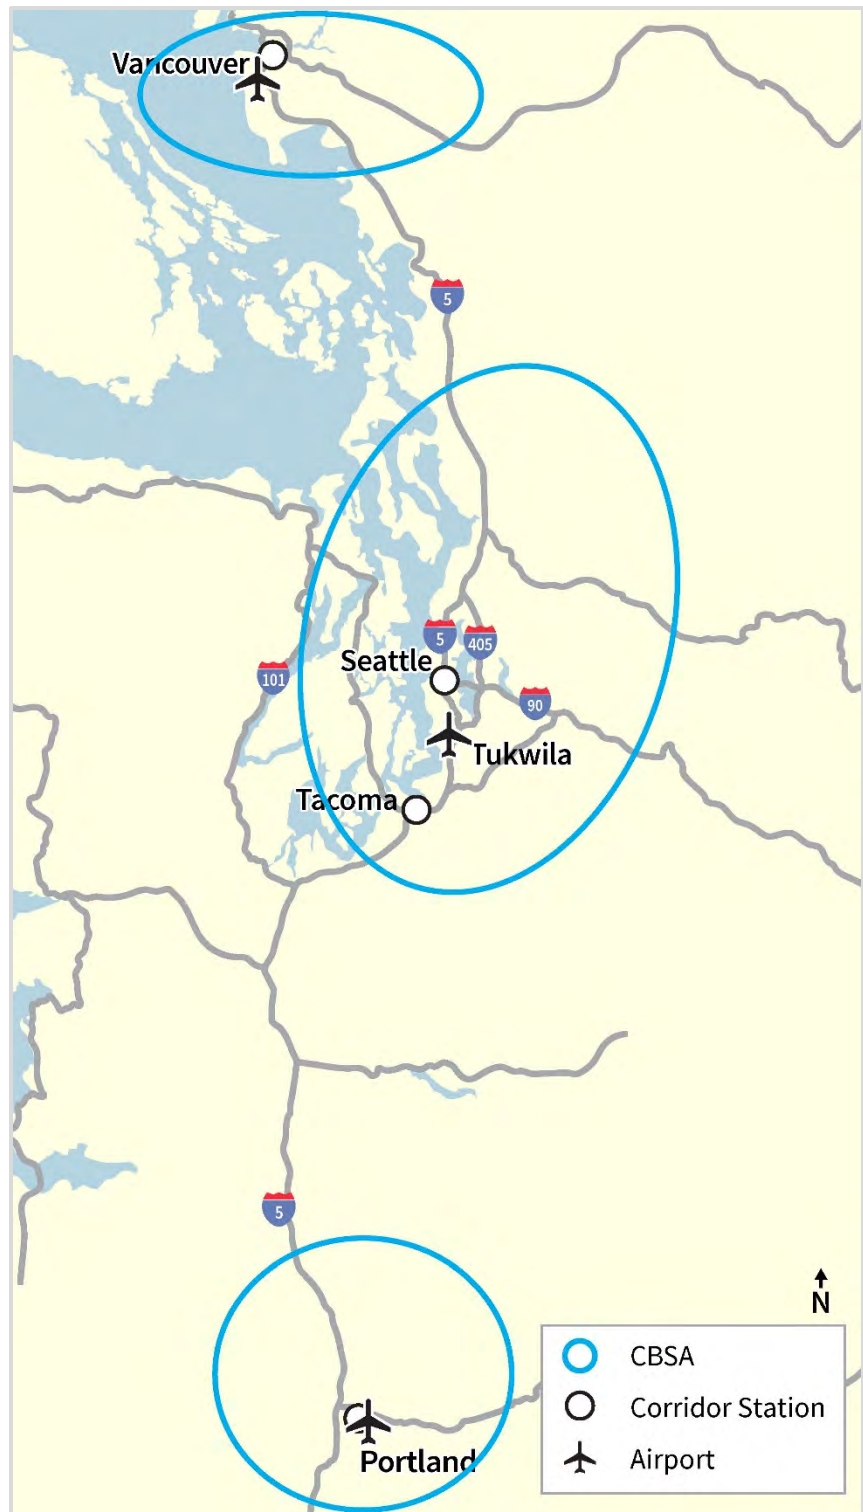 Vancouver
5
5
405
Seattle
101
90
Tukwila
Tacoma
5
N
CBSA
Corridor Station
Airport
Portland